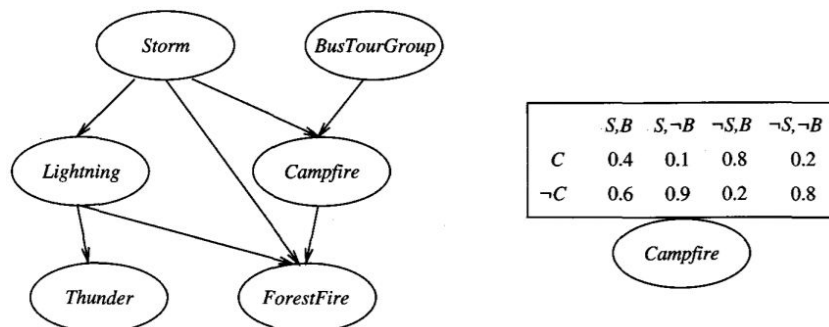 Storm BusTourGroup
S,B S,¬B ¬S,B ¬S,¬B
Lightning Campfire C 0.4 0.1 0.8 0.2
¬C 0.6 0.9 0.2 0.8
Campfire
Thunder ForestFire